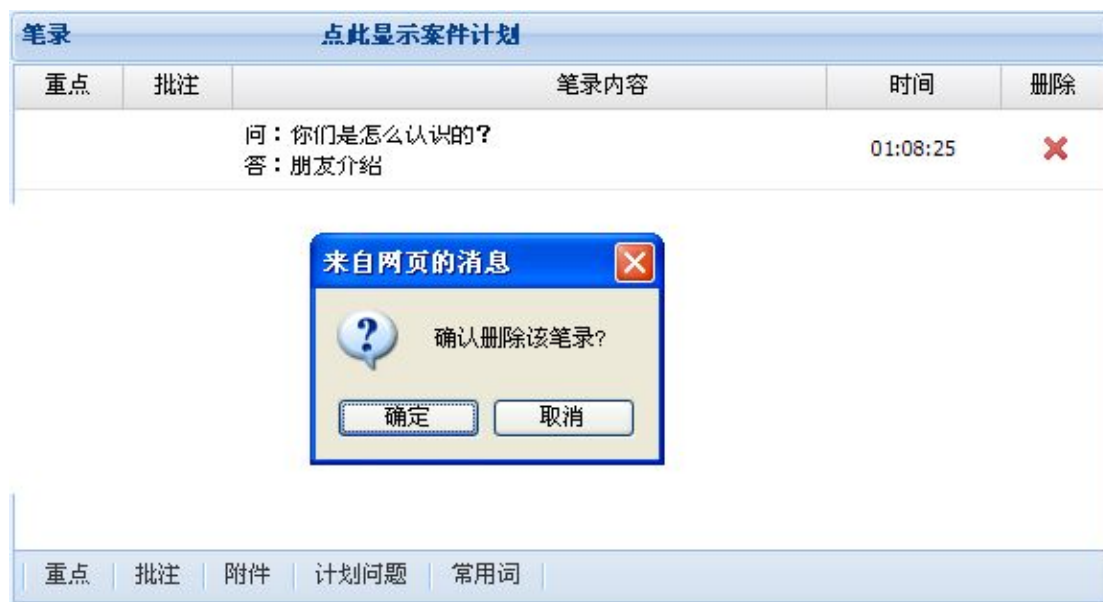 笔录 点此显示案件计划
重点 批注 笔录内容 时间 删除
问：你们是怎么认识的？
答：朋友介绍
01:08:25
来自网页的消息
确认删除该笔录?
确定 取消
重点 批注 附件 计划问题 常用词